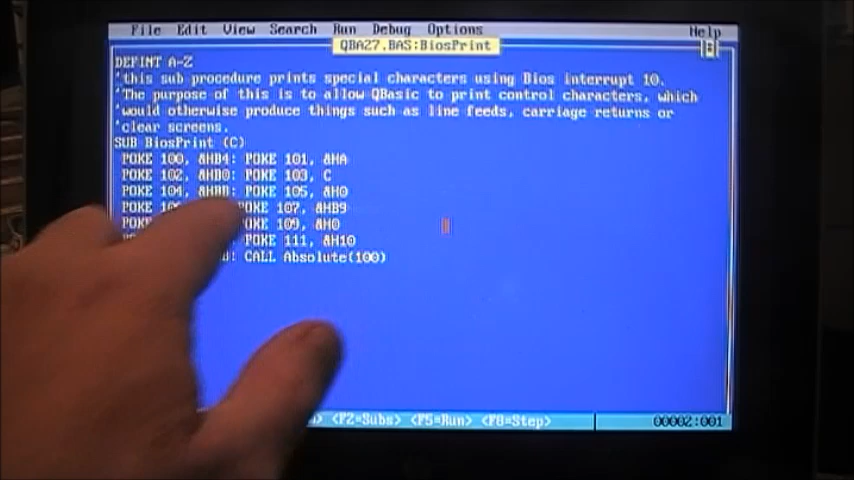 File Edit View Search Run Debug Options Help
QBA27.BAS:BiosPrint
DEFINT A-Z
'this sub procedure prints special characters using Bios interrupt 10.
'The purpose of this is to allow QBasic to print control characters, which
'would otherwise produce things such as line feeds, carriage returns or
'clear screens.
SUB BiosPrint (C)
POKE 100, &HB4: POKE 101, &HA
POKE 102, &HB0: POKE 103, C
POKE 104, &HBB: POKE 105, &H0
POKE POKE 107, &HB9
POKE 109, &H0
POKE 111, &H10
: CALL Absolute(100)
<F2=Subs> <F5=Run> <F8=Step> 00002:001